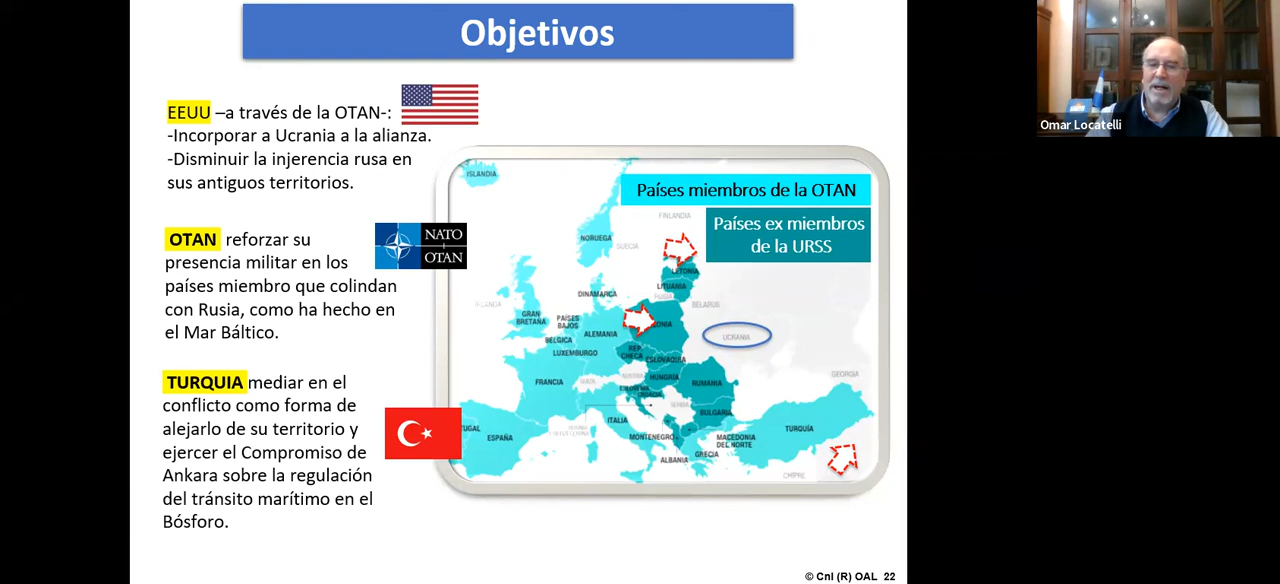 Objetivos
EEUU –a través de la OTAN-:
-Incorporar a Ucrania a la alianza.
-Disminuir la injerencia rusa en
sus antiguos territorios.
OTAN reforzar su
presencia militar en los
países miembro que colindan
con Rusia, como ha hecho en
el Mar Báltico.
TURQUIA mediar en el
conflicto como forma de
alejarlo de su territorio y
ejercer el Compromiso de
Ankara sobre la regulación
del tránsito marítimo en el
Bósforo.
NATO
OTAN
Países miembros de la OTAN
Países ex miembros
de la URSS
ISLANDIA
FINLANDIA
NORUEGA
SUECIA
LETONIA
LITUANIA
RUSIA
DINAMARCA
BELARUS
IRLANDA
GRAN
BRETAÑA
PAÍSES
BAJOS
ONIA
ALEMANIA
UCRANIA
BELGICA
REP.
CHECA
LUXEMBURGO
ESLOVAQUIA
HUNGRÍA
FRANCIA
RUMANIA
GEORGIA
BULGARIA
ITALIA
TUGAL
ESPAÑA
MONTENEGRO
MACEDONIA
DEL NORTE
TURQUÍA
GRECIA
ALBANIA
CHIPRE
Omar Locatelli
© Cnl (R) OAL 22